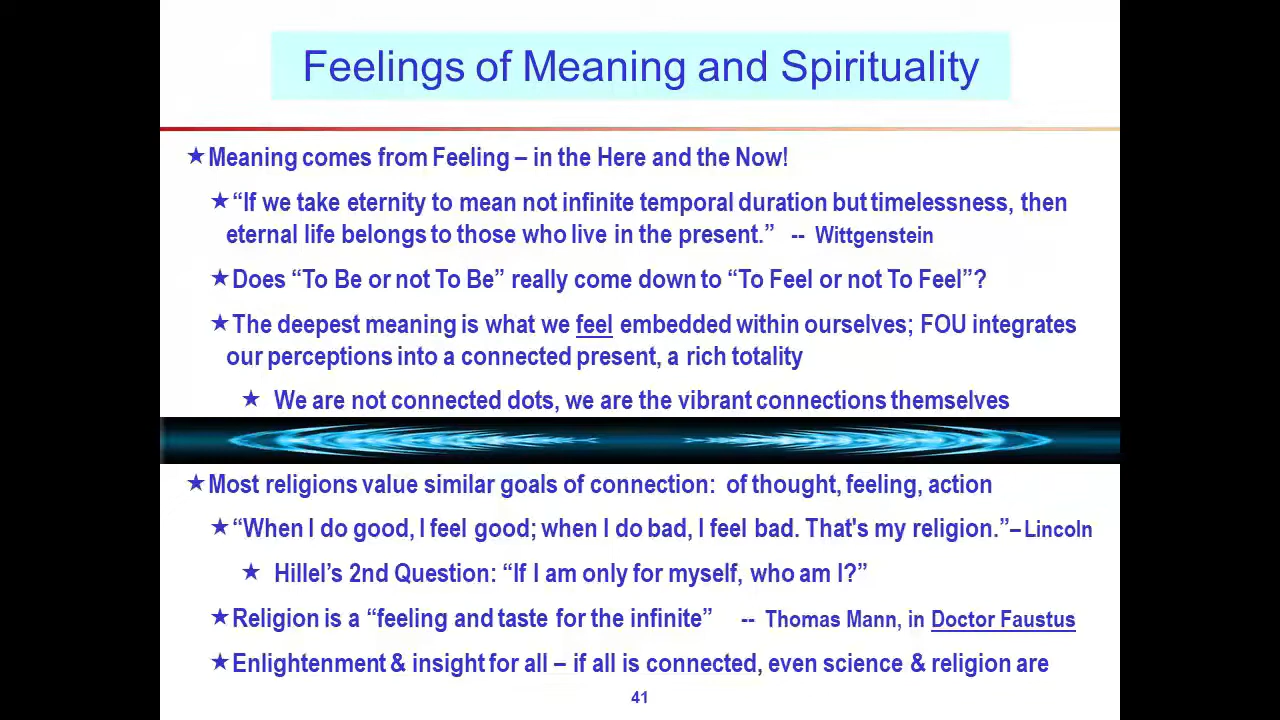 Feelings of Meaning and Spirituality
★Meaning comes from Feeling – in the Here and the Now!
★“If we take eternity to mean not infinite temporal duration but timelessness, then
eternal life belongs to those who live in the present.” -- Wittgenstein
★Does “To Be or not To Be” really come down to “To Feel or not To Feel”?
★The deepest meaning is what we feel embedded within ourselves; FOU integrates
our perceptions into a connected present, a rich totality
★ We are not connected dots, we are the vibrant connections themselves
★Most religions value similar goals of connection: of thought, feeling, action
★“When I do good, I feel good; when I do bad, I feel bad. That's my religion.”– Lincoln
★ Hillel’s 2nd Question: “If I am only for myself, who am I?”
★Religion is a “feeling and taste for the infinite” -- Thomas Mann, in Doctor Faustus
★Enlightenment & insight for all – if all is connected, even science & religion are
41